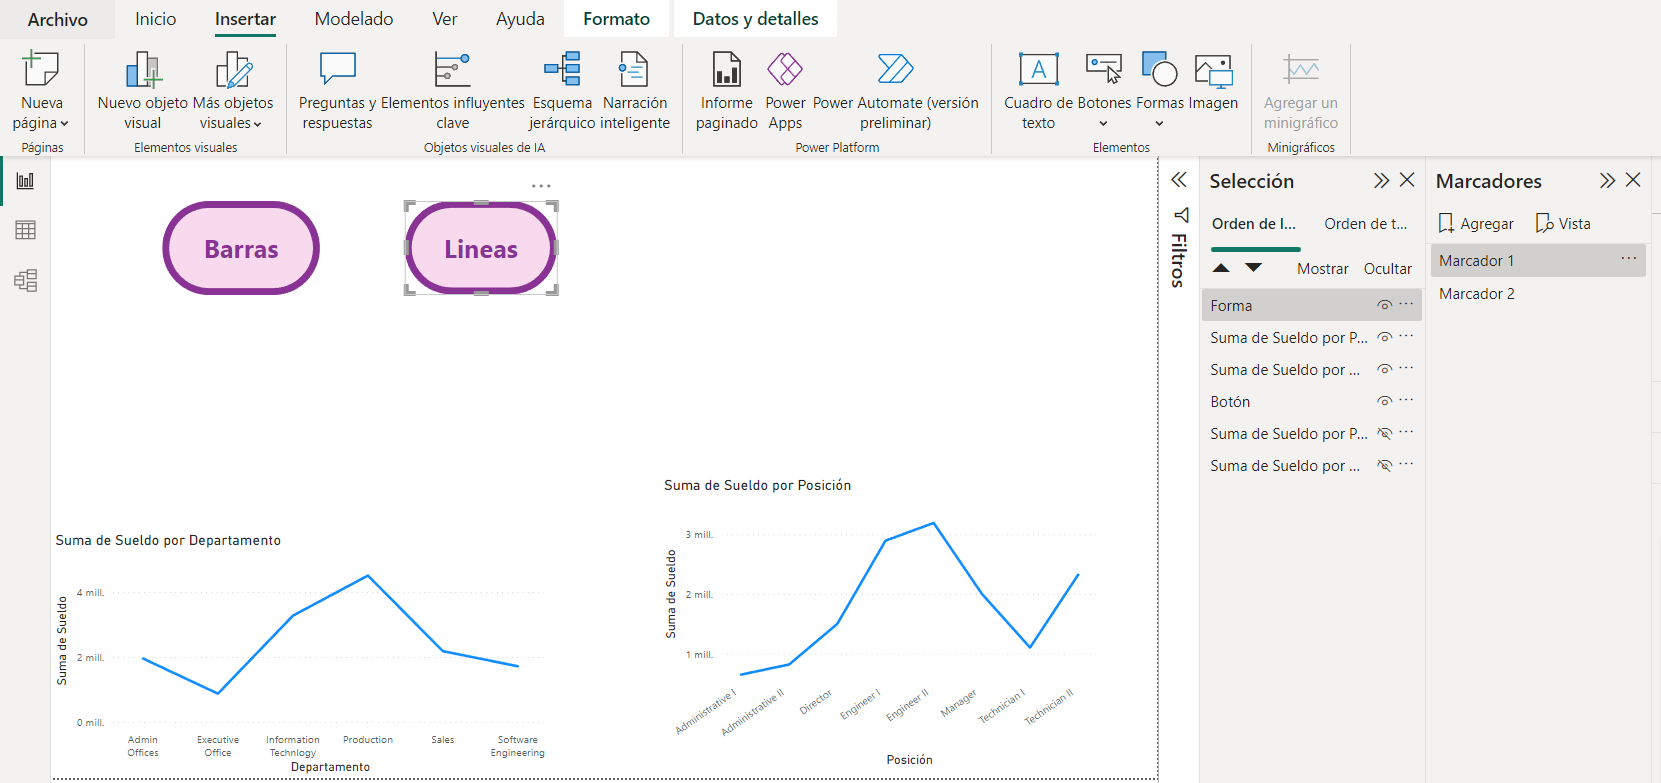 Archivo
Inicio
Insertar
Modelado
Ver
Ayuda
Formato
Datos y detalles
Nueva
página
Páginas
Nuevo objeto
visual
Más objetos
visuales
Elementos visuales
Preguntas y
respuestas
Elementos influyentes
clave
Esquema
jerárquico
Narración
inteligente
Objetos visuales de IA
Informe
paginado
Power
Apps
Power Automate (versión
preliminar)
Power Platform
Cuadro de
texto
Botones
Formas
Imagen
Elementos
Agregar un
minigráfico
Minigráficos
Barras
Lineas
Suma de Sueldo por Departamento
Suma de Sueldo
4 mill.
2 mill.
0 mill.
Admin
Offices
Executive
Office
Information
Technlogy
Production
Sales
Software
Engineering
Departamento
Suma de Sueldo por Posición
Suma de Sueldo
3 mill.
2 mill.
1 mill.
Administrative I
Administrative II
Director
Engineer I
Engineer II
Manager
Technician I
Technician II
Posición
Filtros
Selección
Orden de l...
Orden de t...
Mostrar
Ocultar
Forma
Suma de Sueldo por P...
Suma de Sueldo por ...
Botón
Suma de Sueldo por P...
Suma de Sueldo por ...
Marcadores
Agregar
Vista
Marcador 1
Marcador 2